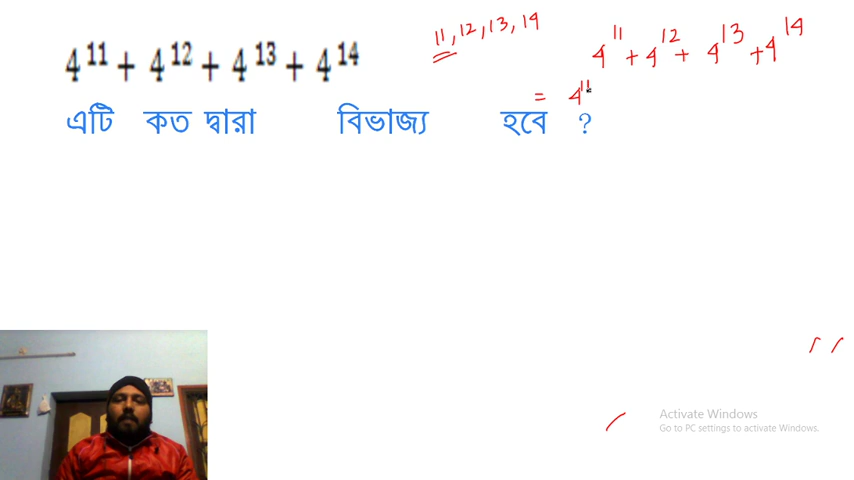 4¹¹ + 4¹² + 4¹³ + 4¹⁴
11, 12, 13, 14
4¹¹ + 4¹² + 4¹³ + 4¹⁴
= 4¹¹
এটি কত দ্বারা বিভাজ্য হবে ?
Activate Windows
Go to PC settings to activate Windows.